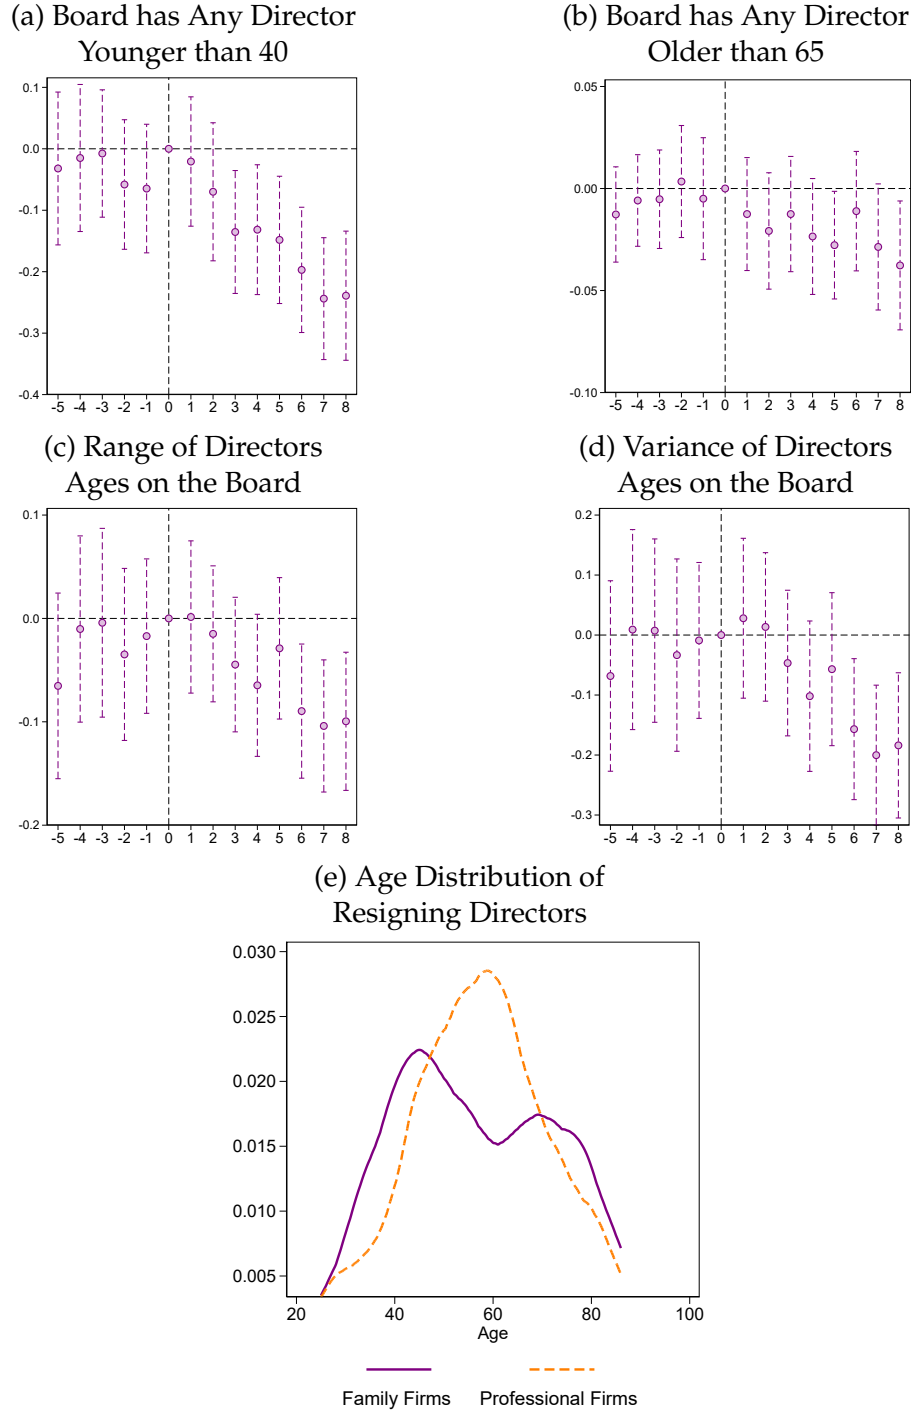 (a) Board has Any Director
Younger than 40
(b) Board has Any Director
Older than 65
0.1
0.0
-0.1
-0.2
-0.3
-0.4
-5 -4 -3 -2 -1 0 1 2 3 4 5 6 7 8
0.05
0.00
-0.05
-0.10
-5 -4 -3 -2 -1 0 1 2 3 4 5 6 7 8
(c) Range of Directors
Ages on the Board
(d) Variance of Directors
Ages on the Board
0.1
0.0
-0.1
-0.2
-5 -4 -3 -2 -1 0 1 2 3 4 5 6 7 8
0.2
0.1
0.0
-0.1
-0.2
-0.3
-5 -4 -3 -2 -1 0 1 2 3 4 5 6 7 8
(e) Age Distribution of
Resigning Directors
0.030
0.025
0.020
0.015
0.010
0.005
20 40 60 80 100
Age
Family Firms Professional Firms